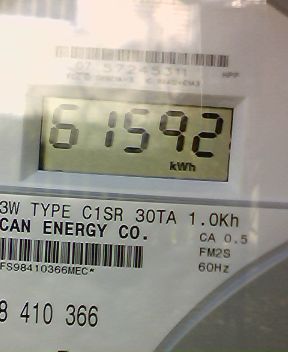 61592
kWh
3W TYPE C1SR 30TA 1.0Kh
CAN ENERGY CO. CA 0.5
FM2S
FS98410366MEC* 60Hz
8 410 366